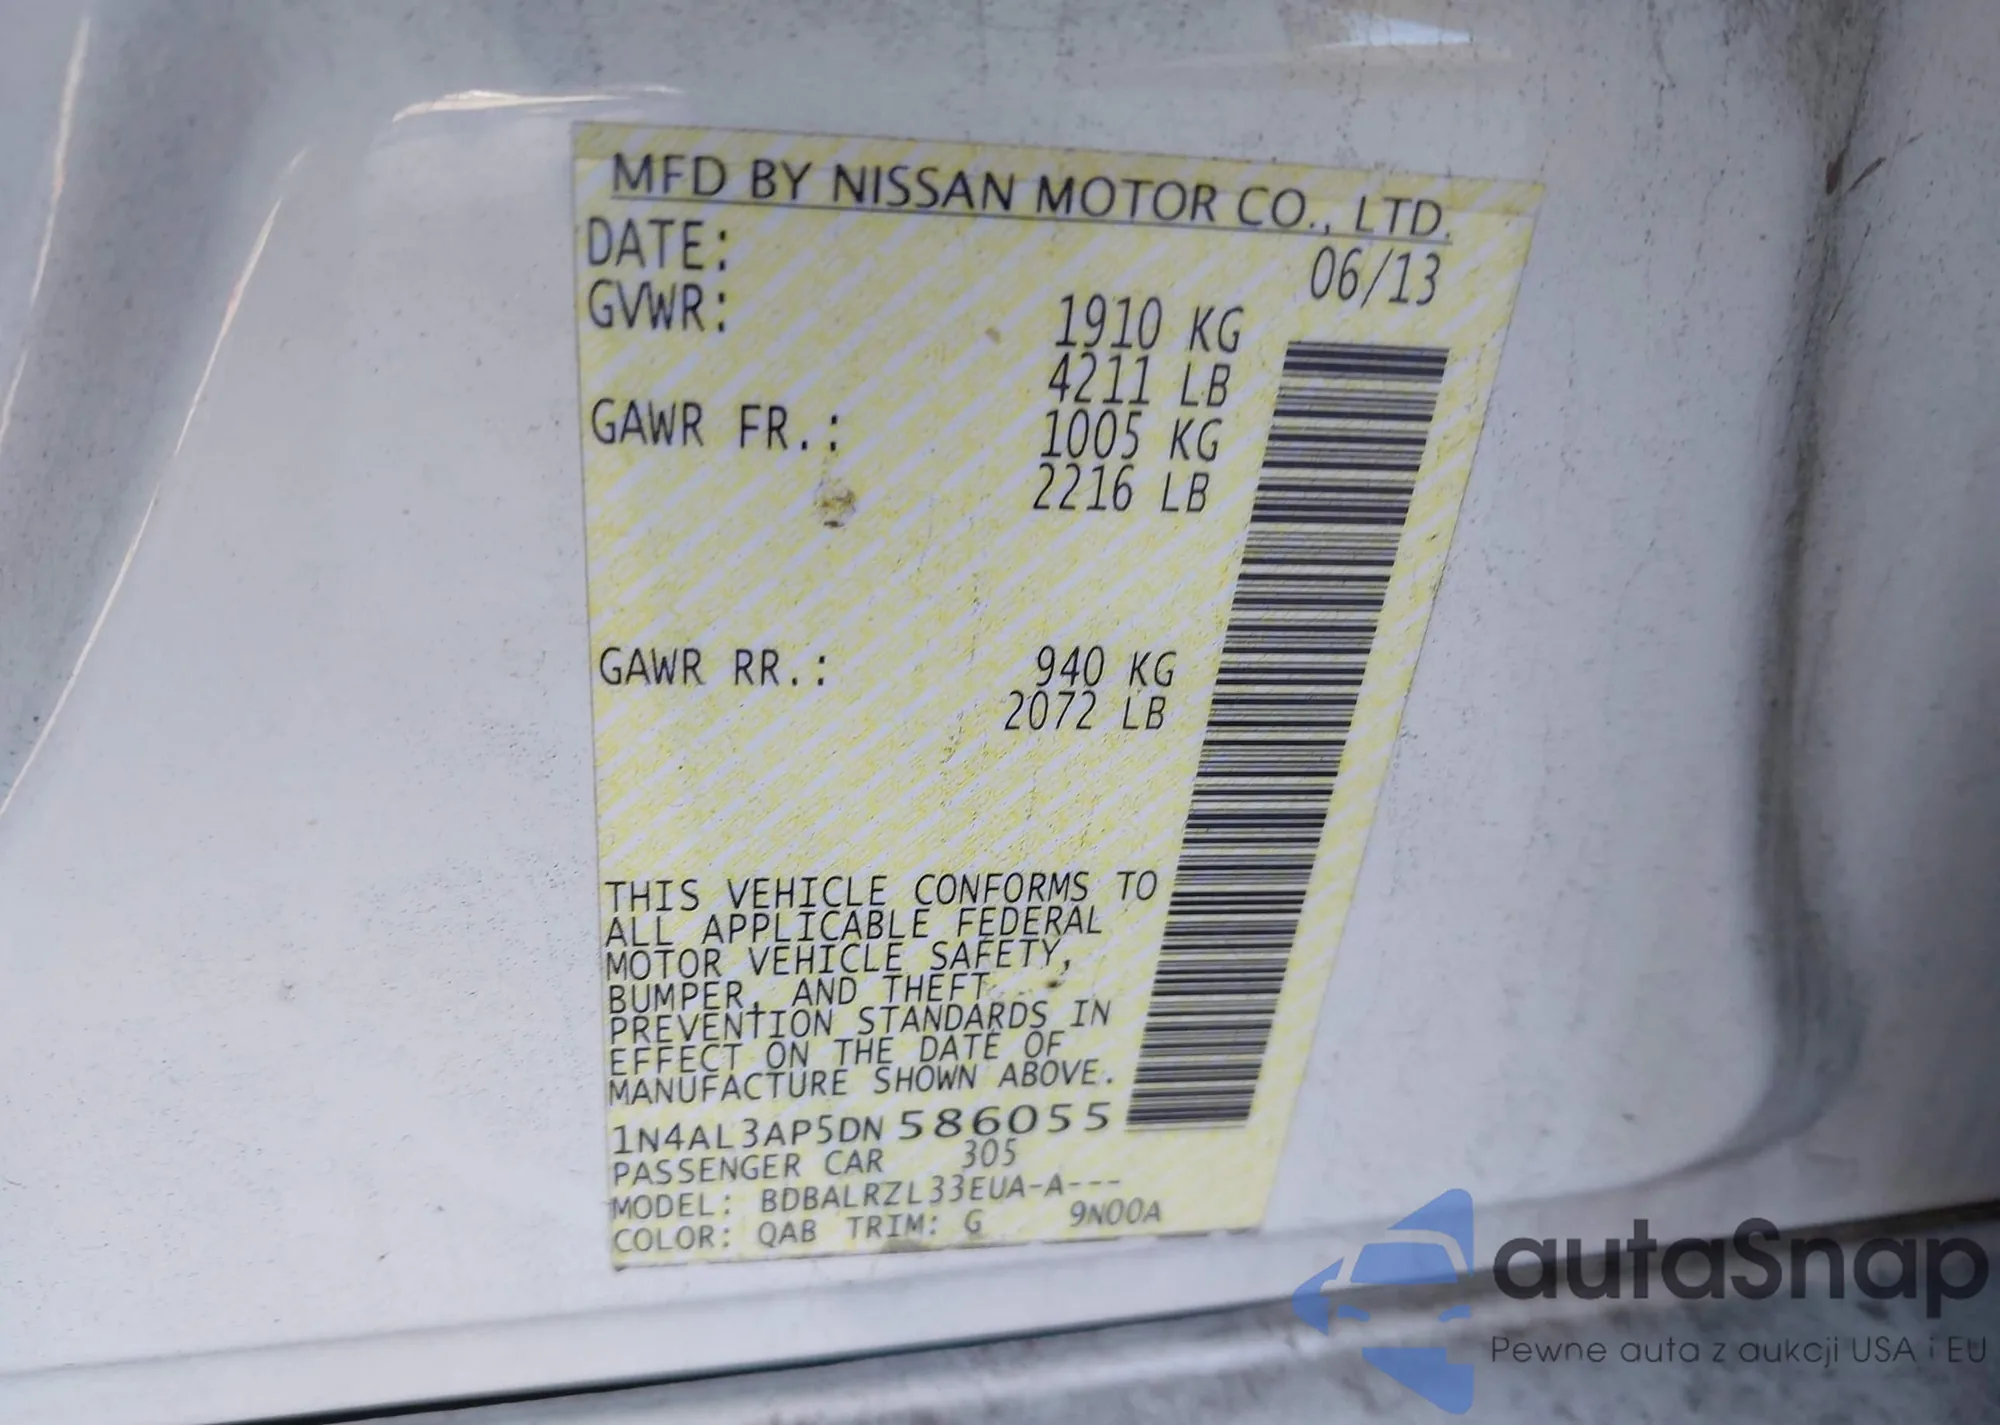 MFD BY NISSAN MOTOR CO., LTD.
DATE: 06/13
GVWR: 1910 KG
4211 LB
GAWR FR.: 1005 KG
2216 LB
GAWR RR.: 940 KG
2072 LB
THIS VEHICLE CONFORMS TO
ALL APPLICABLE FEDERAL
MOTOR VEHICLE SAFETY,
BUMPER, AND THEFT
PREVENTION STANDARDS IN
EFFECT ON THE DATE OF
MANUFACTURE SHOWN ABOVE.
1N4AL3AP5DN586055
PASSENGER CAR 305
MODEL: BDBALRZL33EUA-A---
COLOR: QAB TRIM: G 9N00A
autaSnap
Pewne auta z aukcji USA i EU